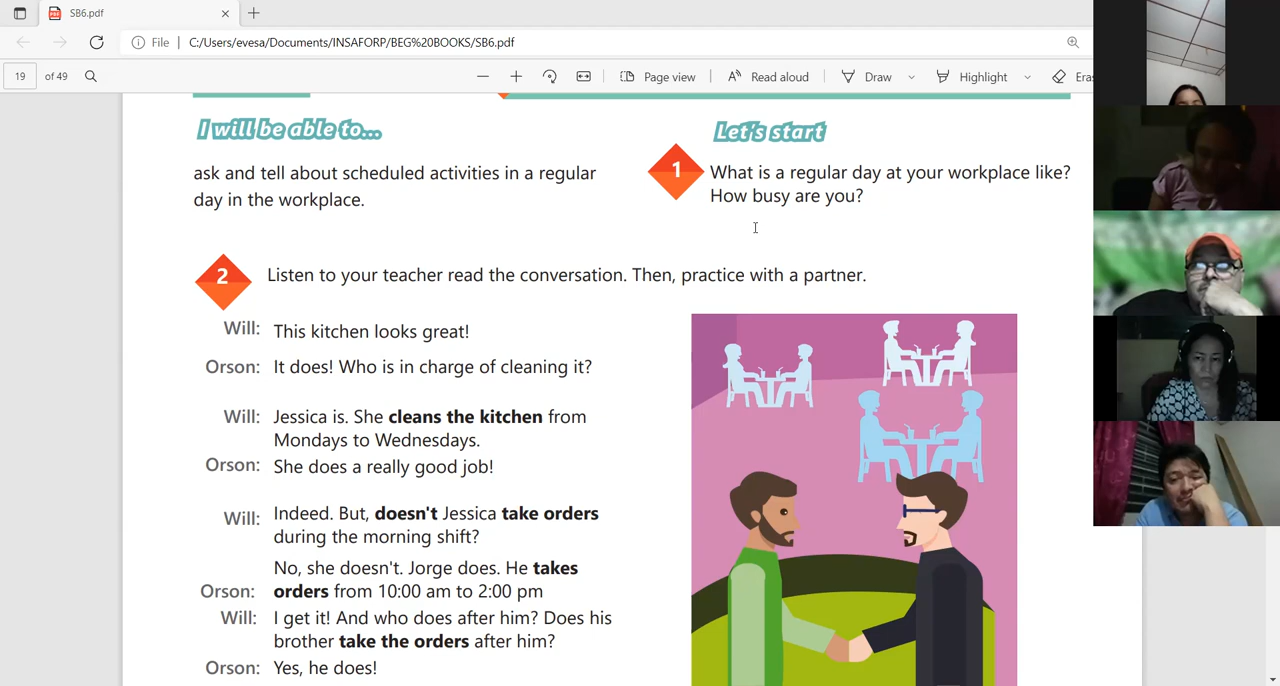 SB6.pdf
File | C:/Users/evesa/Documents/INSAFORP/BEG%20BOOKS/SB6.pdf
19 of 49 Page view Read aloud Draw Highlight Eras
I will be able to...
Let's start
ask and tell about scheduled activities in a regular
day in the workplace.
1 What is a regular day at your workplace like?
How busy are you?
2 Listen to your teacher read the conversation. Then, practice with a partner.
Will: This kitchen looks great!
Orson: It does! Who is in charge of cleaning it?
Will: Jessica is. She cleans the kitchen from
Mondays to Wednesdays.
Orson: She does a really good job!
Will: Indeed. But, doesn't Jessica take orders
during the morning shift?
No, she doesn't. Jorge does. He takes
Orson: orders from 10:00 am to 2:00 pm
Will: I get it! And who does after him? Does his
brother take the orders after him?
Orson: Yes, he does!